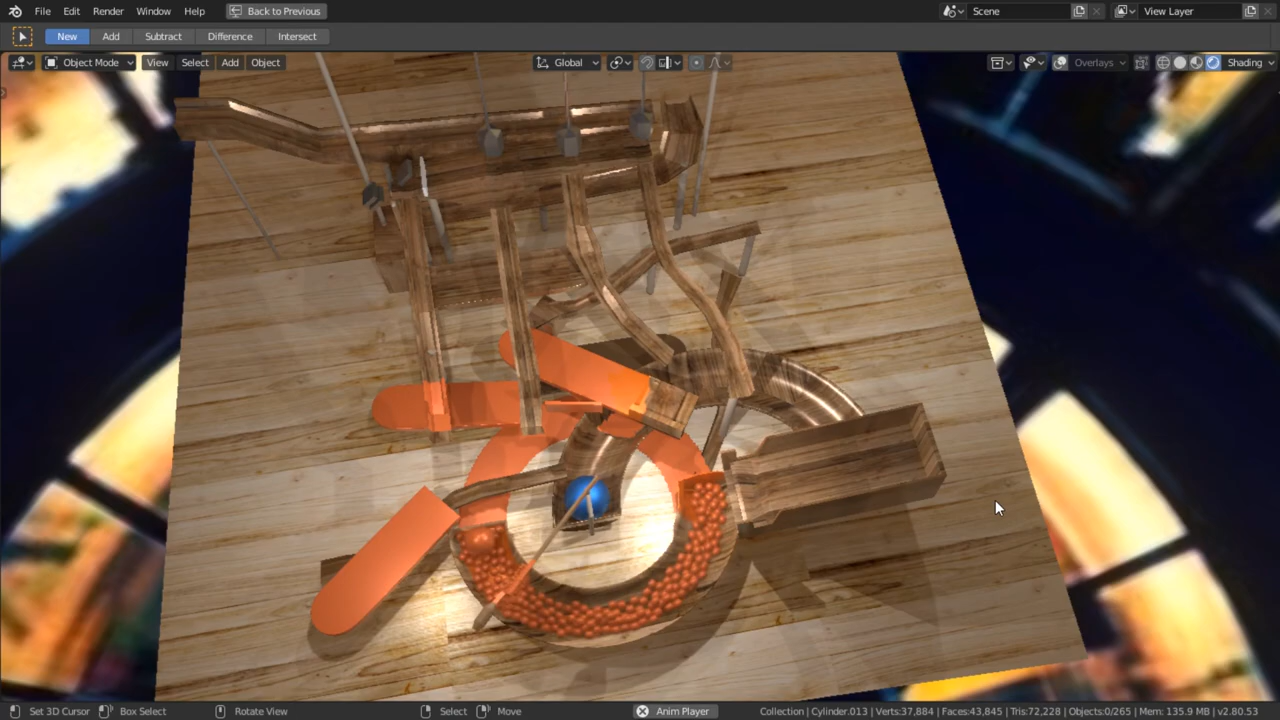 File Edit Render Window Help Back to Previous Scene View Layer
New Add Subtract Difference Intersect
Object Mode View Select Add Object Global Overlays Shading
Set 3D Cursor Box Select Rotate View Select Move Anim Player Collection | Cylinder.013 | Verts:37,884 | Faces:43,845 | Tris:72,228 | Objects:0/265 | Mem: 135.9 MB | v2.80.53